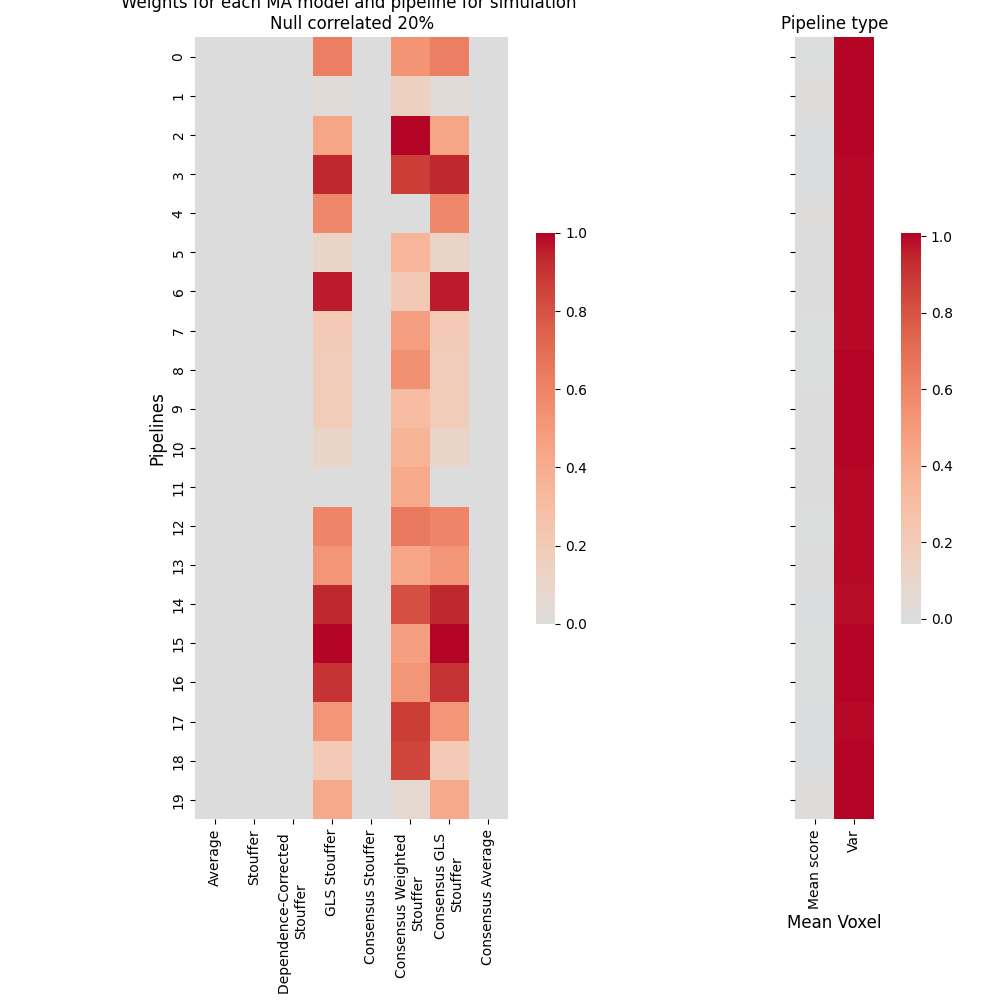 Weights for each MA model and pipeline for simulation
Null correlated 20%
Pipelines
0
1
2
3
4
5
6
7
8
9
10
11
12
13
14
15
16
17
18
19
Average
Stouffer
Dependence-Corrected
Stouffer
GLS Stouffer
Consensus Stouffer
Consensus Weighted
Stouffer
Consensus GLS
Stouffer
Consensus Average
1.0
0.8
0.6
0.4
0.2
0.0
Pipeline type
Mean score
Var
Mean Voxel
1.0
0.8
0.6
0.4
0.2
0.0